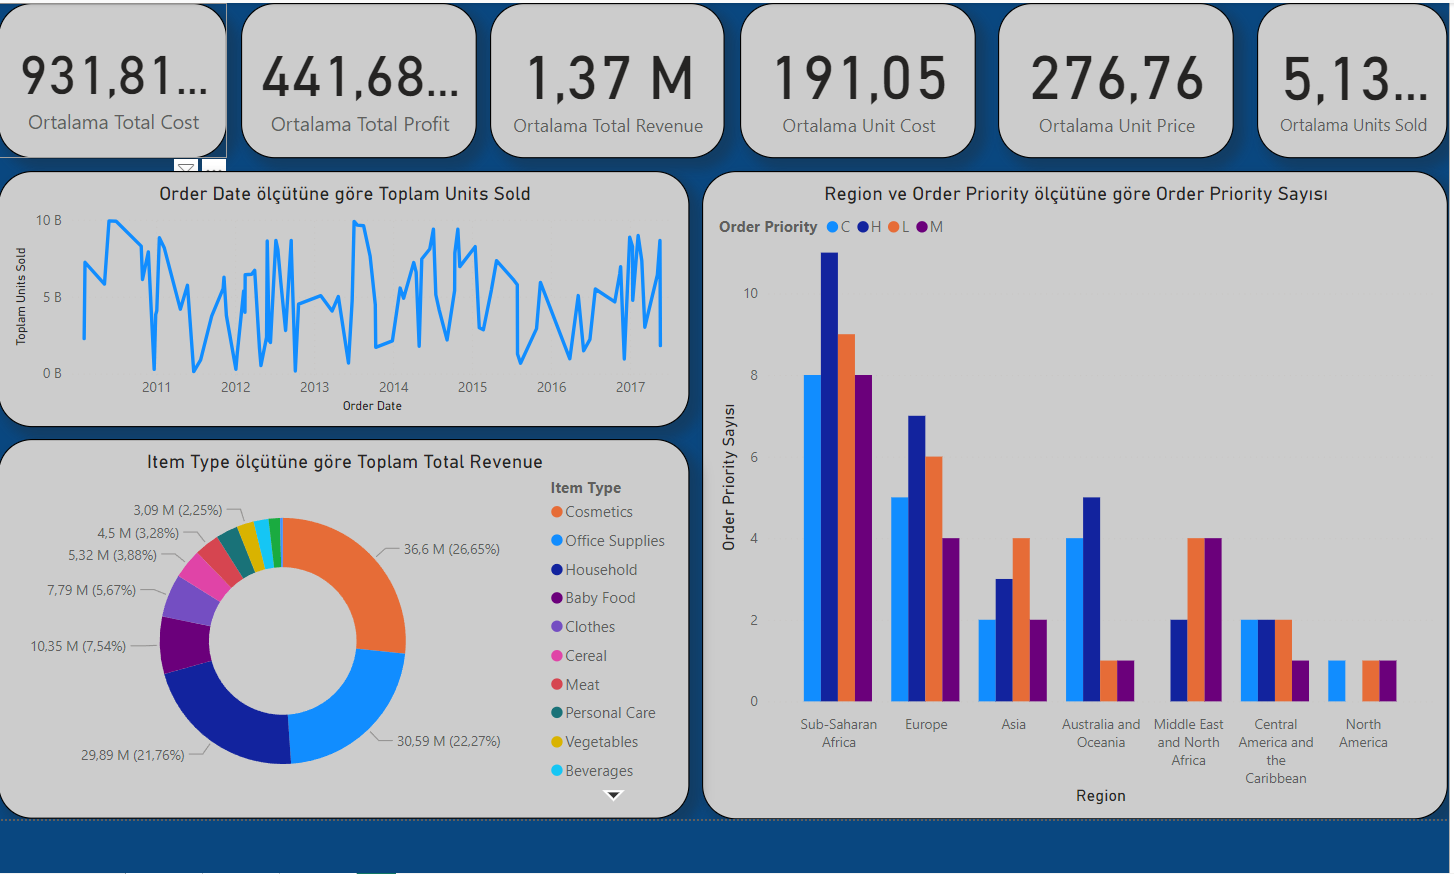 931,81...
Ortalama Total Cost
441,68...
Ortalama Total Profit
1,37 M
Ortalama Total Revenue
191,05
Ortalama Unit Cost
276,76
Ortalama Unit Price
5,13...
Ortalama Units Sold
Order Date ölçütüne göre Toplam Units Sold
Toplam Units Sold
10 B
5 B
0 B
2011 2012 2013 2014 2015 2016 2017
Order Date
Item Type ölçütüne göre Toplam Total Revenue
3,09 M (2,25%)
4,5 M (3,28%)
5,32 M (3,88%)
7,79 M (5,67%)
10,35 M (7,54%)
29,89 M (21,76%)
36,6 M (26,65%)
30,59 M (22,27%)
Item Type
Cosmetics
Office Supplies
Household
Baby Food
Clothes
Cereal
Meat
Personal Care
Vegetables
Beverages
Region ve Order Priority ölçütüne göre Order Priority Sayısı
Order Priority C H L M
Order Priority Sayısı
10
8
6
4
2
0
Sub-Saharan
Africa
Europe
Asia
Australia and
Oceania
Middle East
and North
Africa
Central
America and
the
Caribbean
North
America
Region